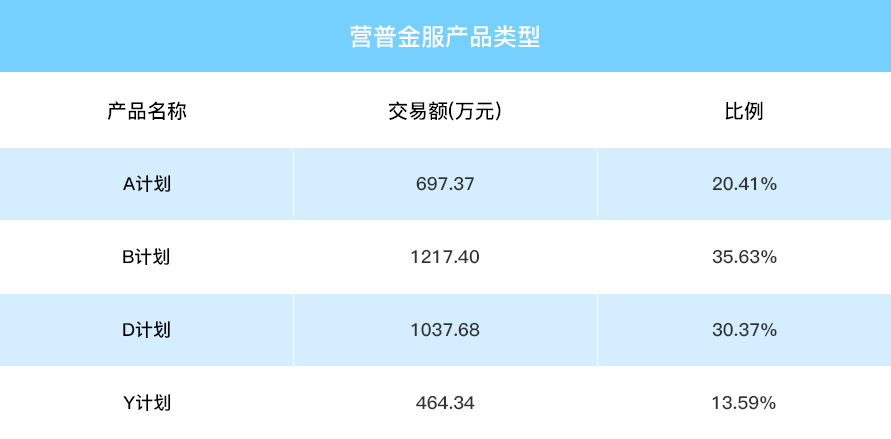 营普金服产品类型
产品名称 交易额(万元) 比例
A计划 697.37 20.41%
B计划 1217.40 35.63%
D计划 1037.68 30.37%
Y计划 464.34 13.59%